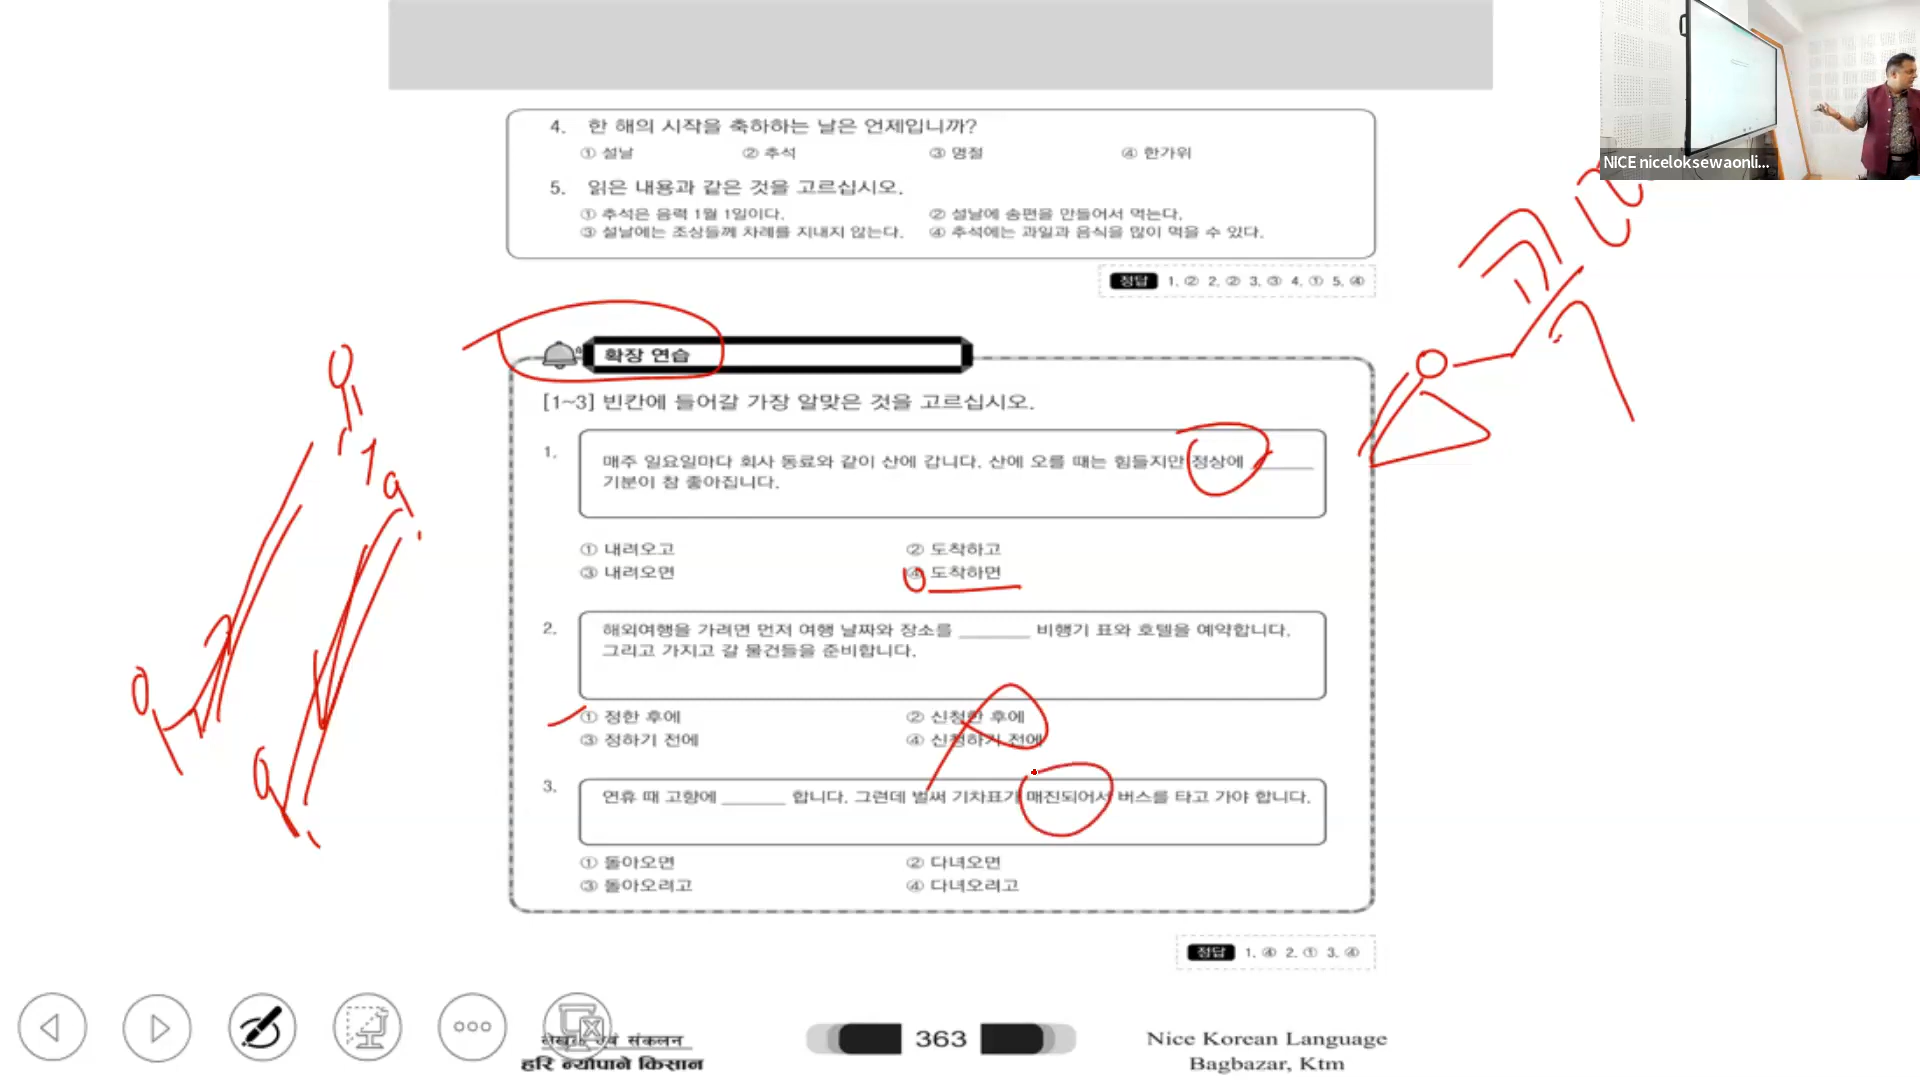 NICE niceloksewaonli...
4. 한 해의 시작을 축하하는 날은 언제입니까?
① 설날 ② 추석 ③ 명절 ④ 한가위
5. 읽은 내용과 같은 것을 고르십시오.
① 추석은 음력 1월 1일이다. ② 설날에 송편을 만들어서 먹는다.
③ 설날에는 조상들께 차례를 지내지 않는다. ④ 추석에는 과일과 음식을 많이 먹을 수 있다.
정답 1. ② 2. ② 3. ③ 4. ① 5. ④
확장 연습
[1~3] 빈칸에 들어갈 가장 알맞은 것을 고르십시오.
1. 매주 일요일마다 회사 동료와 같이 산에 갑니다. 산에 오를 때는 힘들지만 정상에 ______
기분이 참 좋아집니다.
① 내려오고 ② 도착하고
③ 내려오면 ④ 도착하면
2. 해외여행을 가려면 먼저 여행 날짜와 장소를 _______ 비행기 표와 호텔을 예약합니다.
그리고 가지고 갈 물건들을 준비합니다.
① 정한 후에 ② 신청한 후에
③ 정하기 전에 ④ 신청하기 전에
3. 연휴 때 고향에 ______ 합니다. 그런데 벌써 기차표가 매진되어서 버스를 타고 가야 합니다.
① 돌아오면 ② 다녀오면
③ 돌아오려고 ④ 다녀오려고
정답 1. ④ 2. ① 3. ④
363
Nice Korean Language
Bagbazar, Ktm
संकलन
हरि न्यौपाने किसान